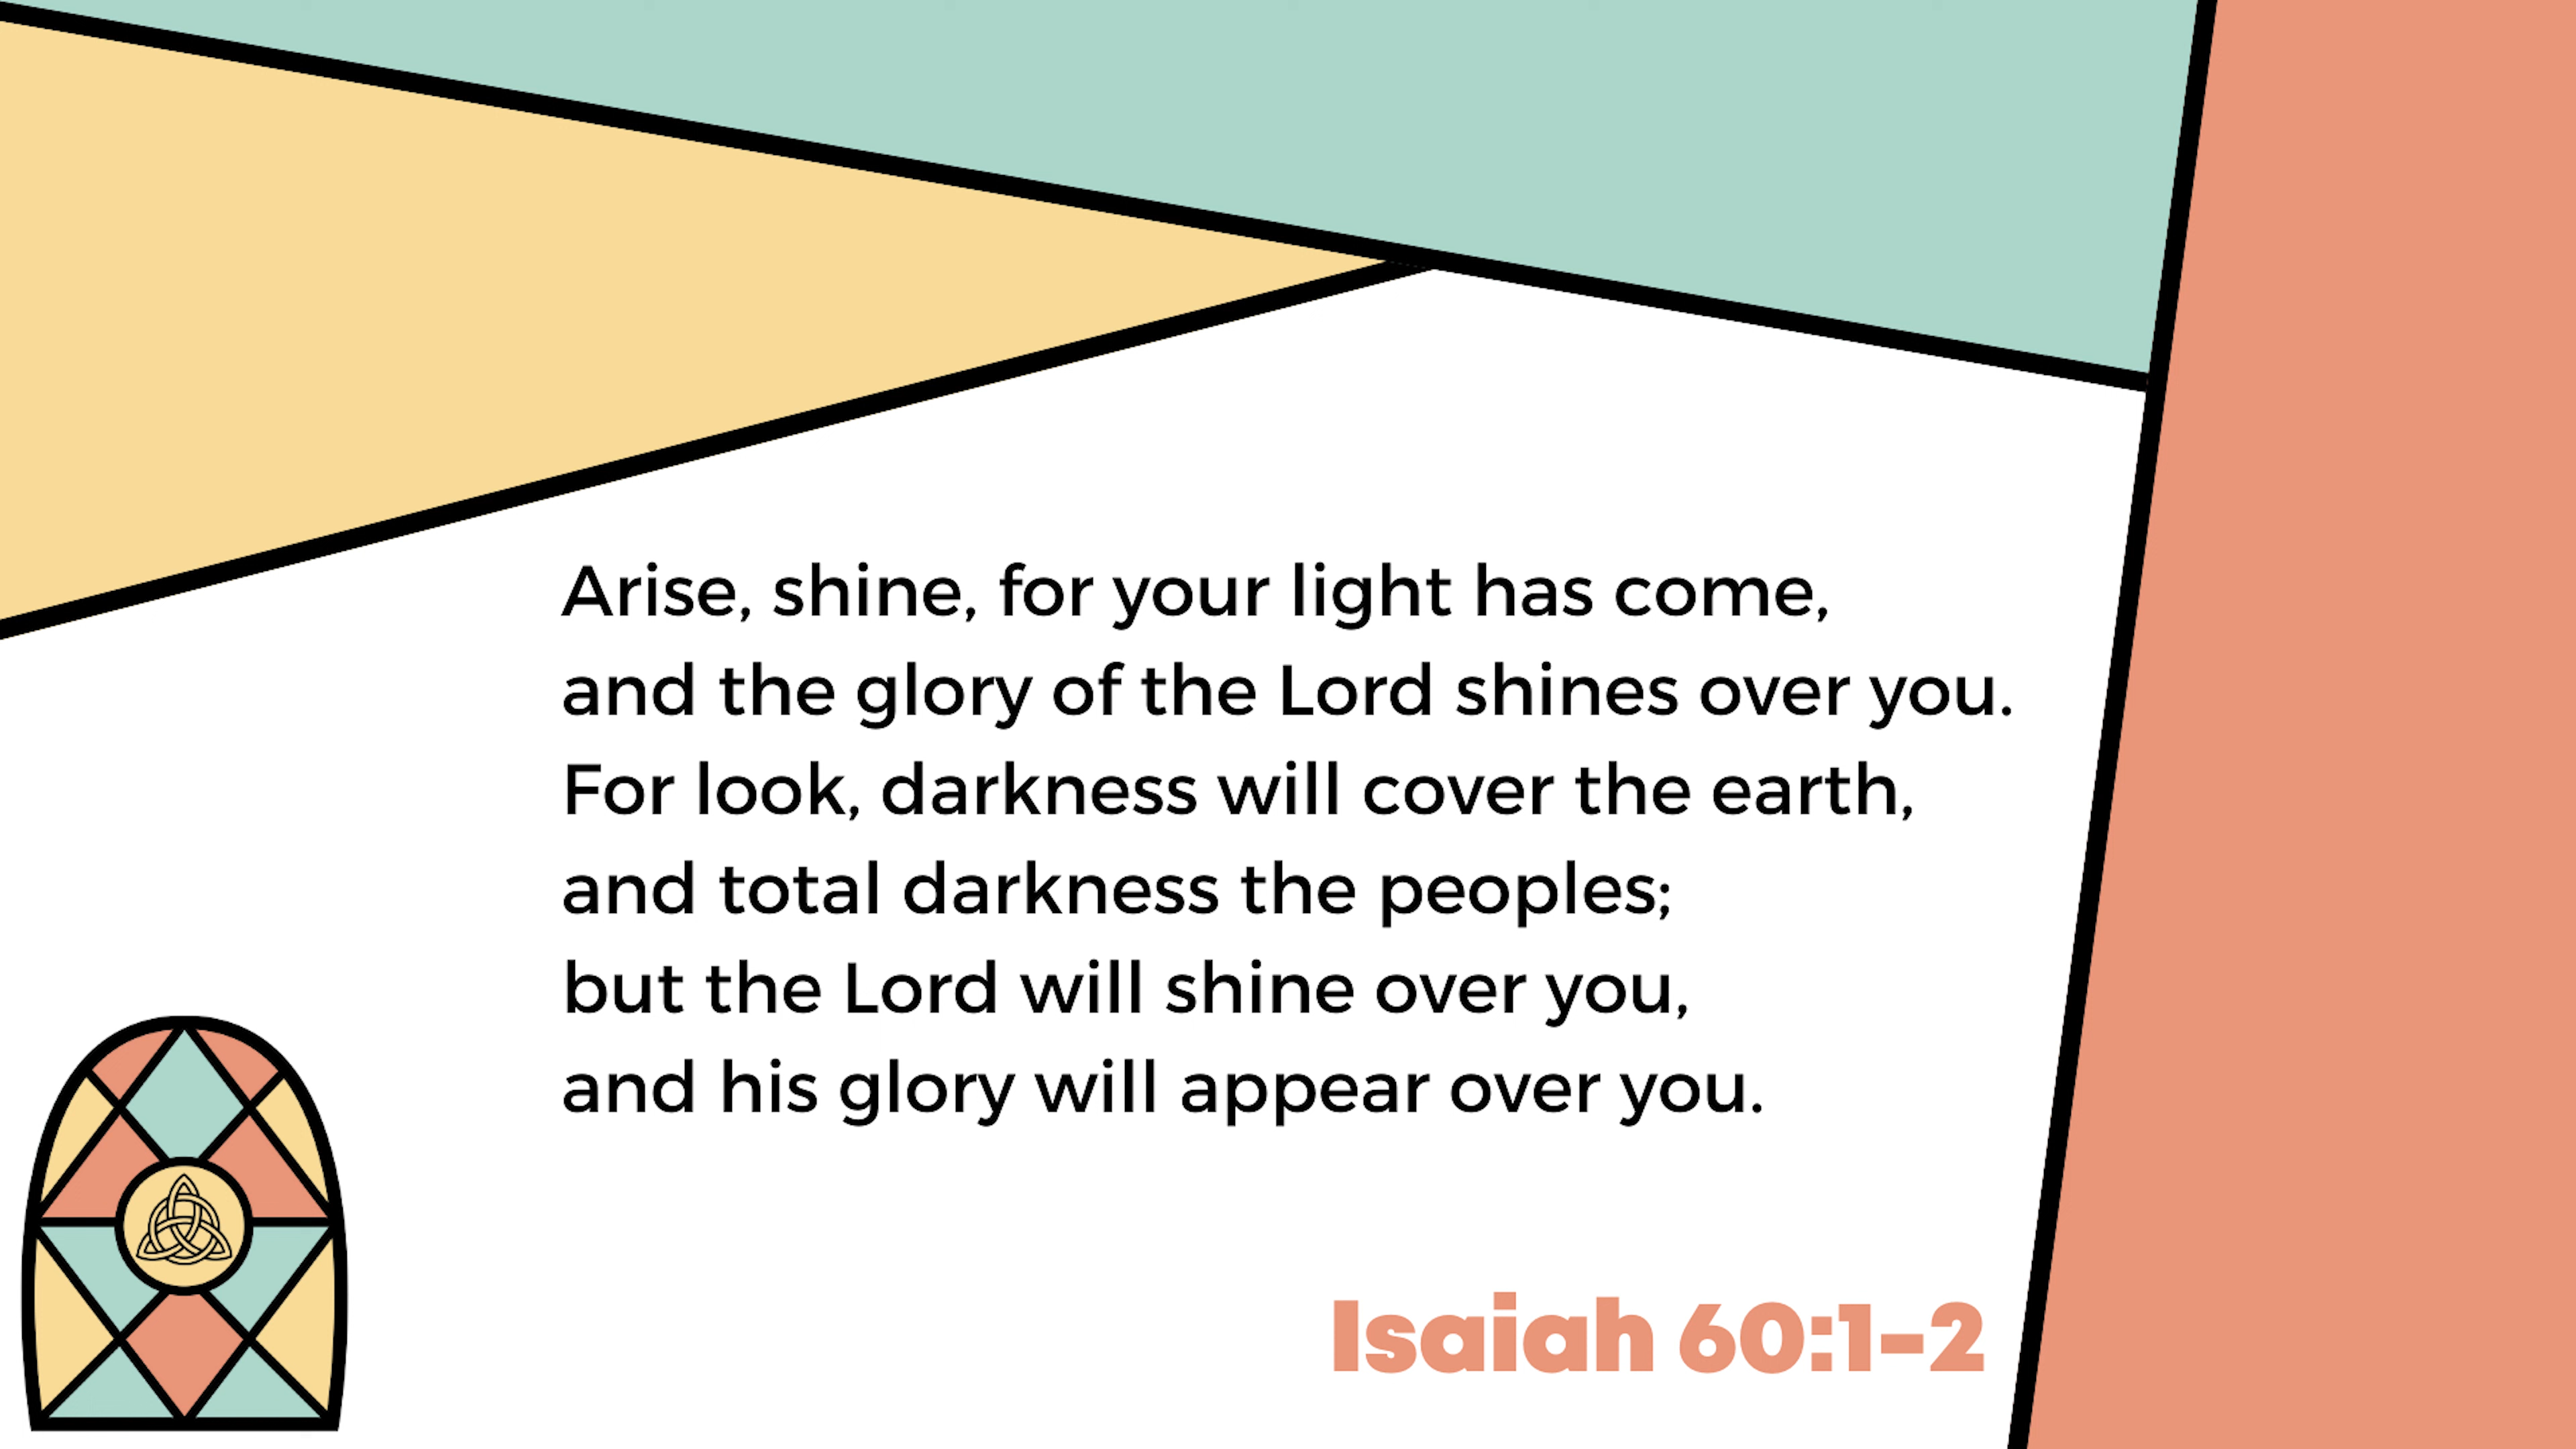 Arise, shine, for your light has come,
and the glory of the Lord shines over you.
For look, darkness will cover the earth,
and total darkness the peoples;
but the Lord will shine over you,
and his glory will appear over you.
Isaiah 60:1-2